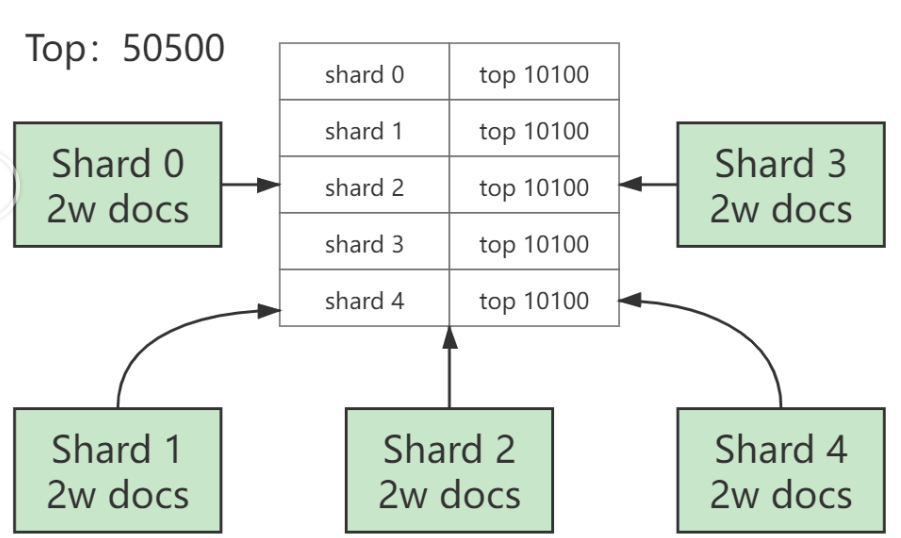 Top：50500
shard 0 top 10100
shard 1 top 10100
shard 2 top 10100
shard 3 top 10100
shard 4 top 10100
Shard 0
2w docs
Shard 3
2w docs
Shard 1
2w docs
Shard 2
2w docs
Shard 4
2w docs